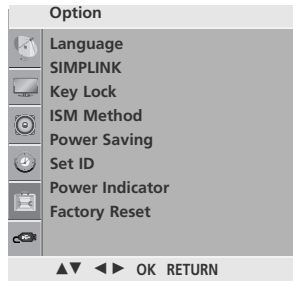 Option
Language
SIMPLINK
Key Lock
ISM Method
Power Saving
Set ID
Power Indicator
Factory Reset
▲▼ ◄► OK RETURN